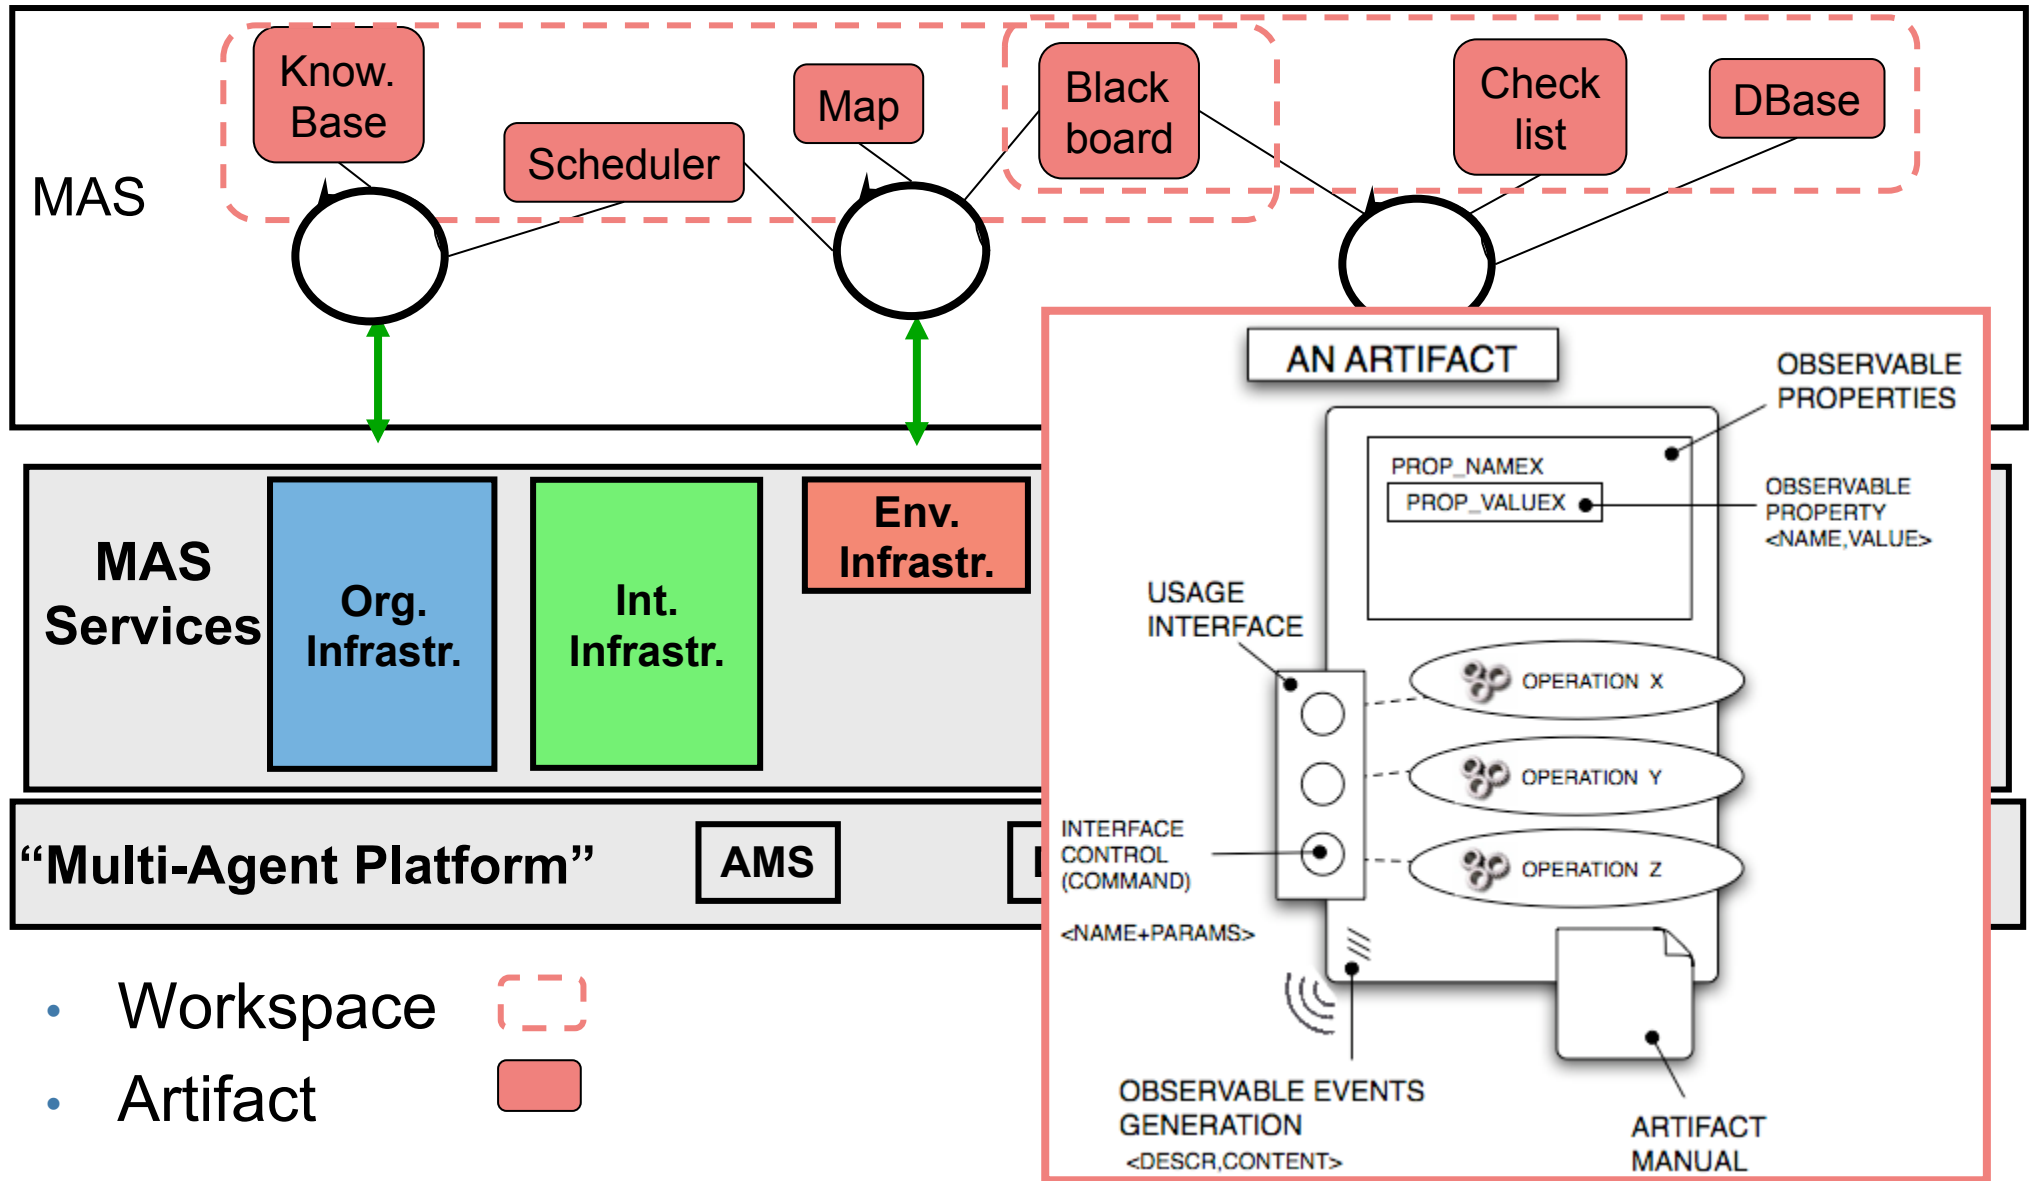 Know.
Base
Scheduler
Map
Black
board
Check
list
DBase
MAS
AN ARTIFACT
OBSERVABLE
PROPERTIES
PROP_NAMEX
PROP_VALUEX
OBSERVABLE
PROPERTY
<NAME,VALUE>
USAGE
INTERFACE
OPERATION X
OPERATION Y
OPERATION Z
INTERFACE
CONTROL
(COMMAND)
<NAME+PARAMS>
OBSERVABLE EVENTS
GENERATION
<DESCR,CONTENT>
ARTIFACT
MANUAL
MAS
Services
Org.
Infrastr.
Int.
Infrastr.
Env.
Infrastr.
“Multi-Agent Platform”
AMS
• Workspace
• Artifact